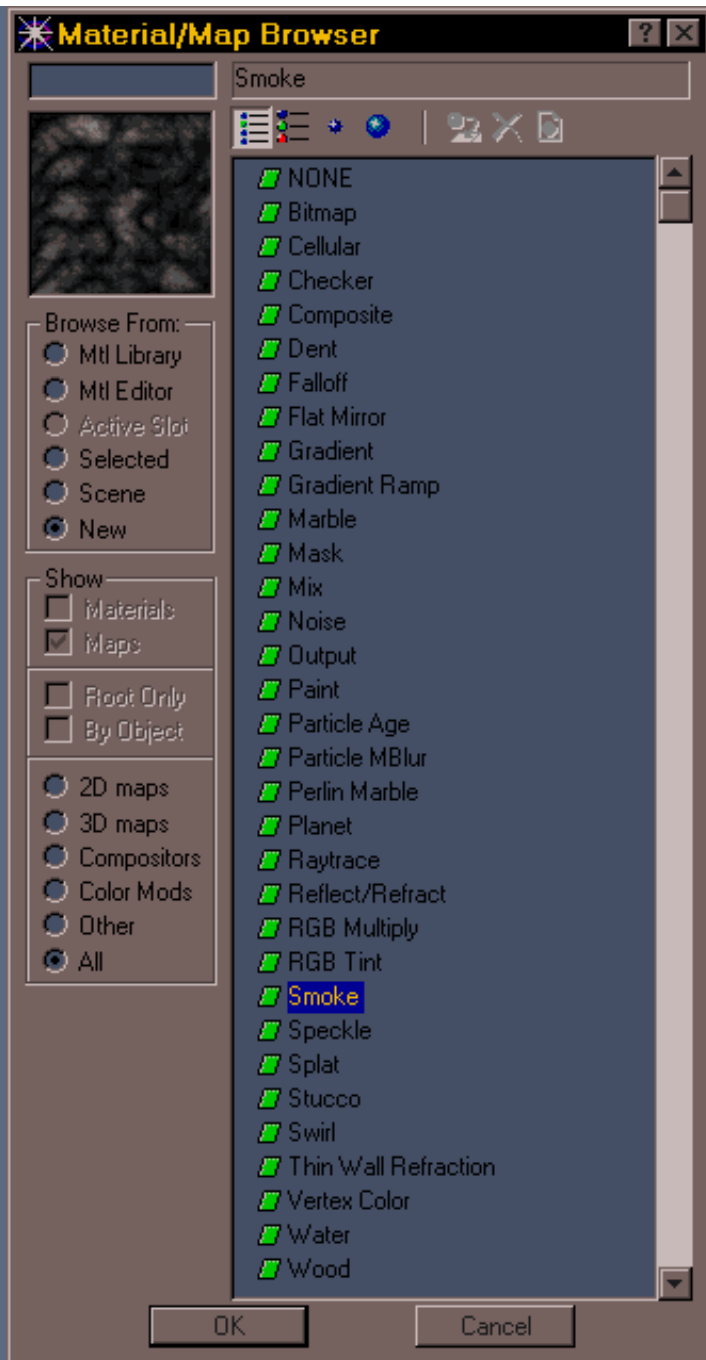 Material/Map Browser
Smoke
Browse From:
Mtl Library
Mtl Editor
Active Slot
Selected
Scene
New
Show
Materials
Maps
Root Only
By Object
2D maps
3D maps
Compositors
Color Mods
Other
All
NONE
Bitmap
Cellular
Checker
Composite
Dent
Falloff
Flat Mirror
Gradient
Gradient Ramp
Marble
Mask
Mix
Noise
Output
Paint
Particle Age
Particle MBlur
Perlin Marble
Planet
Raytrace
Reflect/Refract
RGB Multiply
RGB Tint
Smoke
Speckle
Splat
Stucco
Swirl
Thin Wall Refraction
Vertex Color
Water
Wood
OK
Cancel